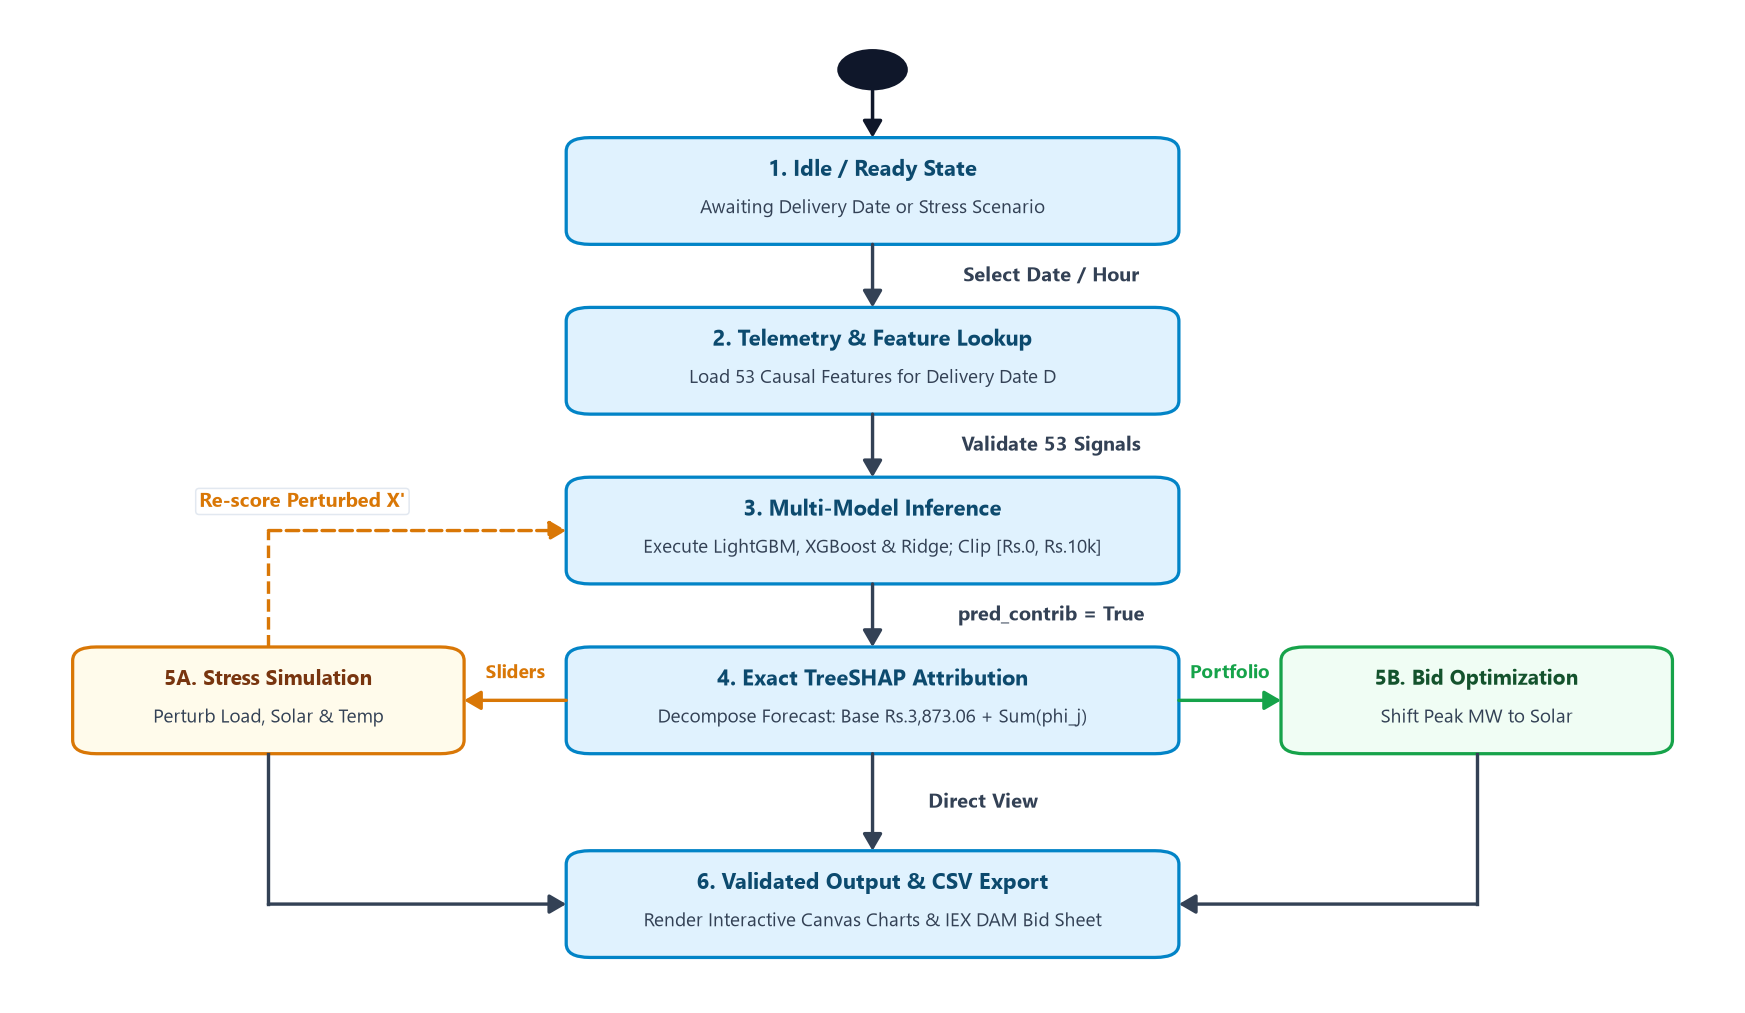 1. Idle / Ready State
Awaiting Delivery Date or Stress Scenario
Select Date / Hour
2. Telemetry & Feature Lookup
Load 53 Causal Features for Delivery Date D
Validate 53 Signals
Re-score Perturbed X'
3. Multi-Model Inference
Execute LightGBM, XGBoost & Ridge; Clip [Rs.0, Rs.10k]
pred_contrib = True
5A. Stress Simulation
Perturb Load, Solar & Temp
Sliders
4. Exact TreeSHAP Attribution
Decompose Forecast: Base Rs.3,873.06 + Sum(phi_j)
Portfolio
5B. Bid Optimization
Shift Peak MW to Solar
Direct View
6. Validated Output & CSV Export
Render Interactive Canvas Charts & IEX DAM Bid Sheet